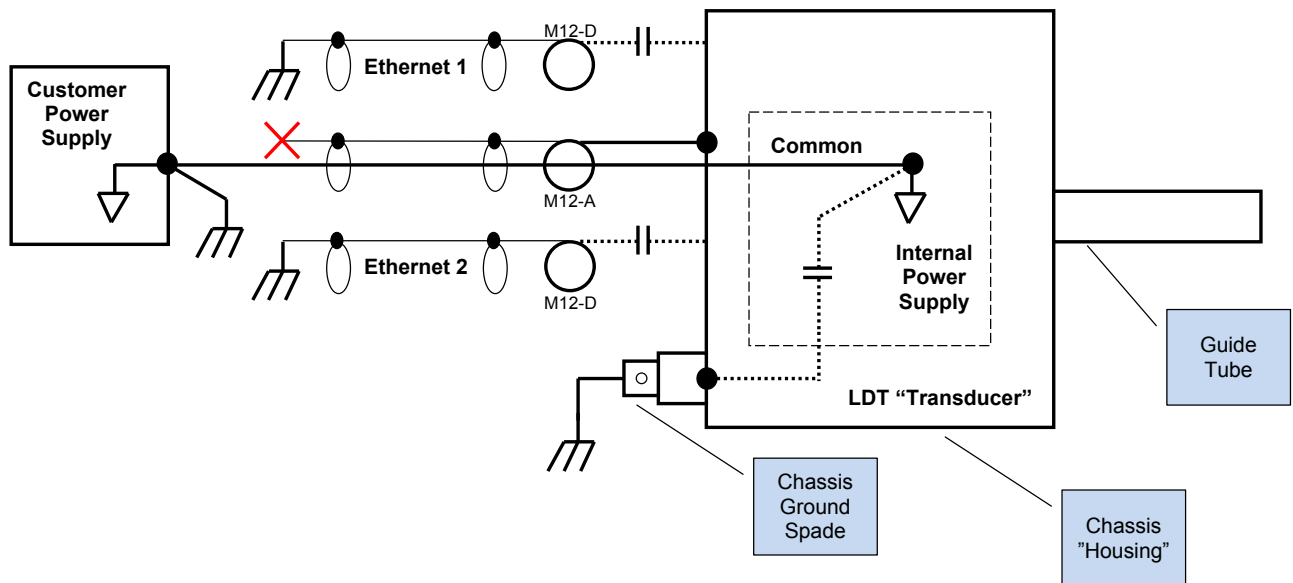 M12-D
Ethernet 1
Customer
Power
Supply
Common
M12-A
Ethernet 2
M12-D
Internal
Power
Supply
LDT “Transducer”
Guide
Tube
Chassis
Ground
Spade
Chassis
”Housing”